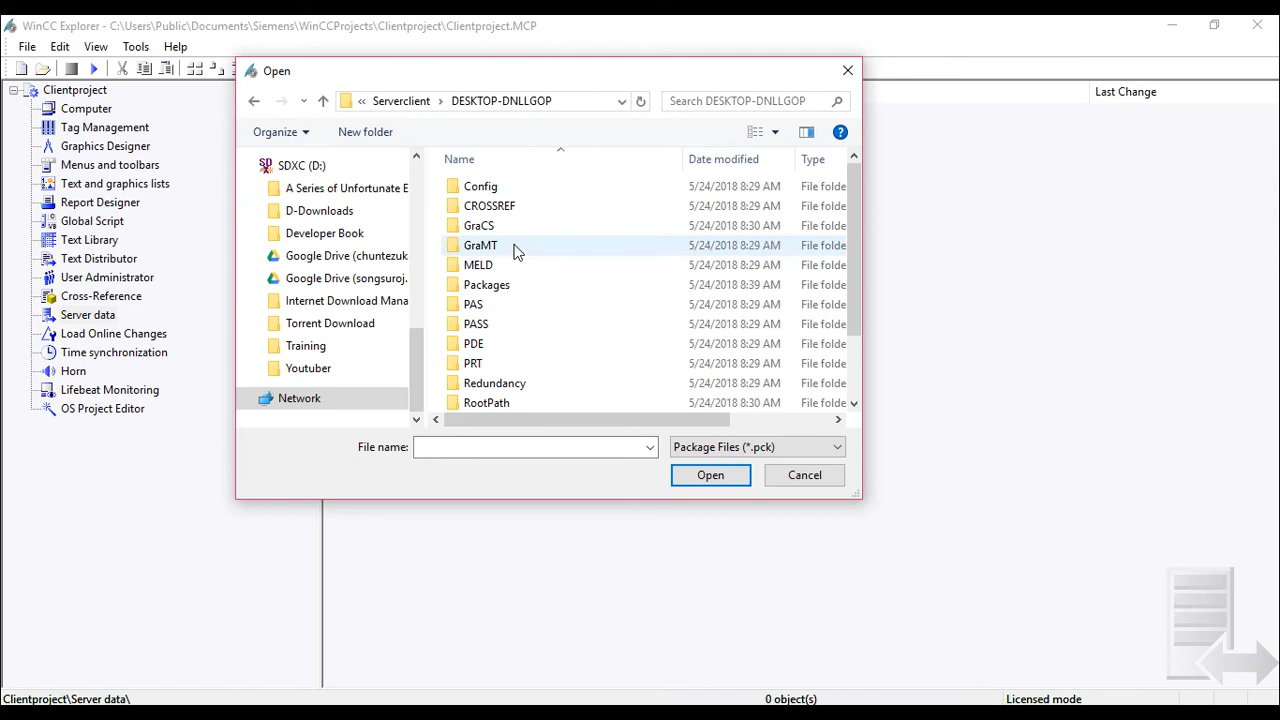 WinCC Explorer - C:\Users\Public\Documents\Siemens\WinCCProjects\Clientproject\Clientproject.MCP
File Edit View Tools Help
Clientproject
Computer
Tag Management
Graphics Designer
Menus and toolbars
Text and graphics lists
Report Designer
Global Script
Text Library
Text Distributor
User Administrator
Cross-Reference
Server data
Load Online Changes
Time synchronization
Horn
Lifebeat Monitoring
OS Project Editor
Last Change
Open
« Serverclient > DESKTOP-DNLLGOP
Search DESKTOP-DNLLGOP
Organize New folder
SDXC (D:)
A Series of Unfortunate E
D-Downloads
Developer Book
Google Drive (chuntezuk
Google Drive (songsuroj.
Internet Download Mana
Torrent Download
Training
Youtuber
Network
Name Date modified Type
Config 5/24/2018 8:29 AM File folde
CROSSREF 5/24/2018 8:29 AM File folde
GraCS 5/24/2018 8:30 AM File folde
GraMT 5/24/2018 8:29 AM File folde
MELD 5/24/2018 8:29 AM File folde
Packages 5/24/2018 8:39 AM File folde
PAS 5/24/2018 8:29 AM File folde
PASS 5/24/2018 8:29 AM File folde
PDE 5/24/2018 8:29 AM File folde
PRT 5/24/2018 8:29 AM File folde
Redundancy 5/24/2018 8:29 AM File folde
RootPath 5/24/2018 8:30 AM File folde
File name: Package Files (*.pck)
Open Cancel
Clientproject\Server data\ 0 object(s) Licensed mode